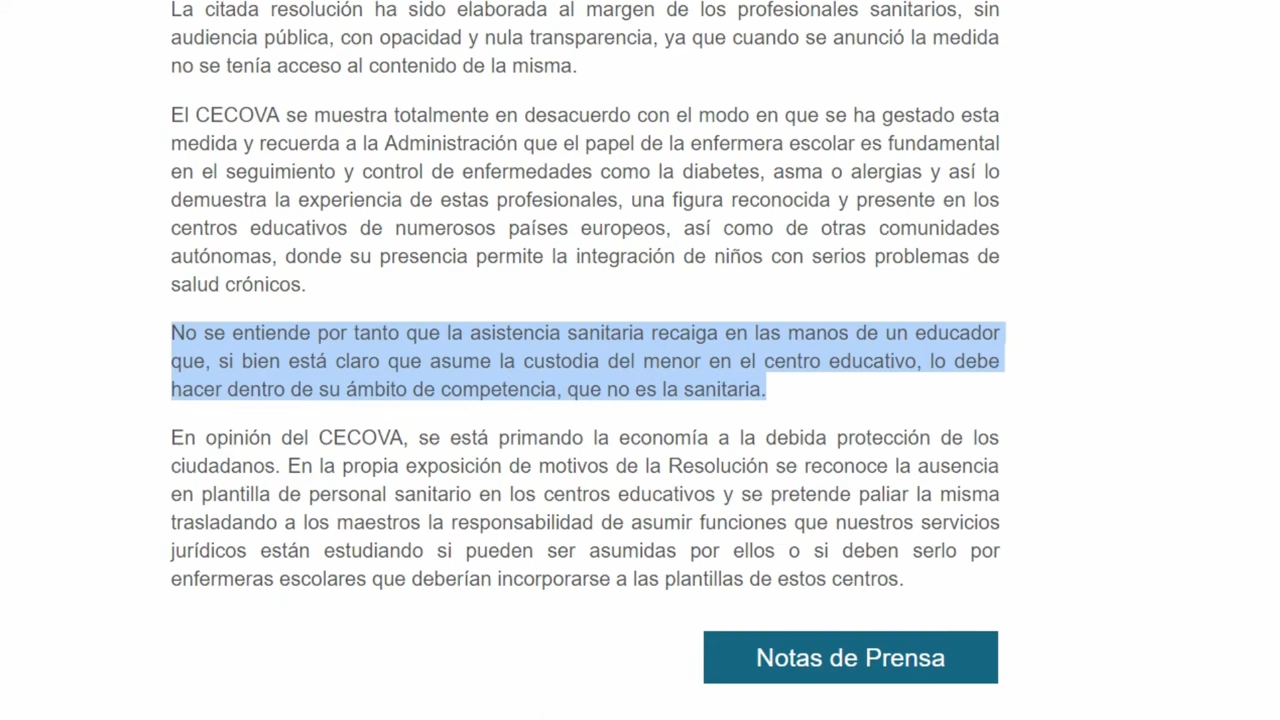 La citada resolución ha sido elaborada al margen de los profesionales sanitarios, sin
audiencia pública, con opacidad y nula transparencia, ya que cuando se anunció la medida
no se tenía acceso al contenido de la misma.
El CECOVA se muestra totalmente en desacuerdo con el modo en que se ha gestado esta
medida y recuerda a la Administración que el papel de la enfermera escolar es fundamental
en el seguimiento y control de enfermedades como la diabetes, asma o alergias y así lo
demuestra la experiencia de estas profesionales, una figura reconocida y presente en los
centros educativos de numerosos países europeos, así como de otras comunidades
autónomas, donde su presencia permite la integración de niños con serios problemas de
salud crónicos.
No se entiende por tanto que la asistencia sanitaria recaiga en las manos de un educador
que, si bien está claro que asume la custodia del menor en el centro educativo, lo debe
hacer dentro de su ámbito de competencia, que no es la sanitaria.
En opinión del CECOVA, se está primando la economía a la debida protección de los
ciudadanos. En la propia exposición de motivos de la Resolución se reconoce la ausencia
en plantilla de personal sanitario en los centros educativos y se pretende paliar la misma
trasladando a los maestros la responsabilidad de asumir funciones que nuestros servicios
jurídicos están estudiando si pueden ser asumidas por ellos o si deben serlo por
enfermeras escolares que deberían incorporarse a las plantillas de estos centros.
Notas de Prensa